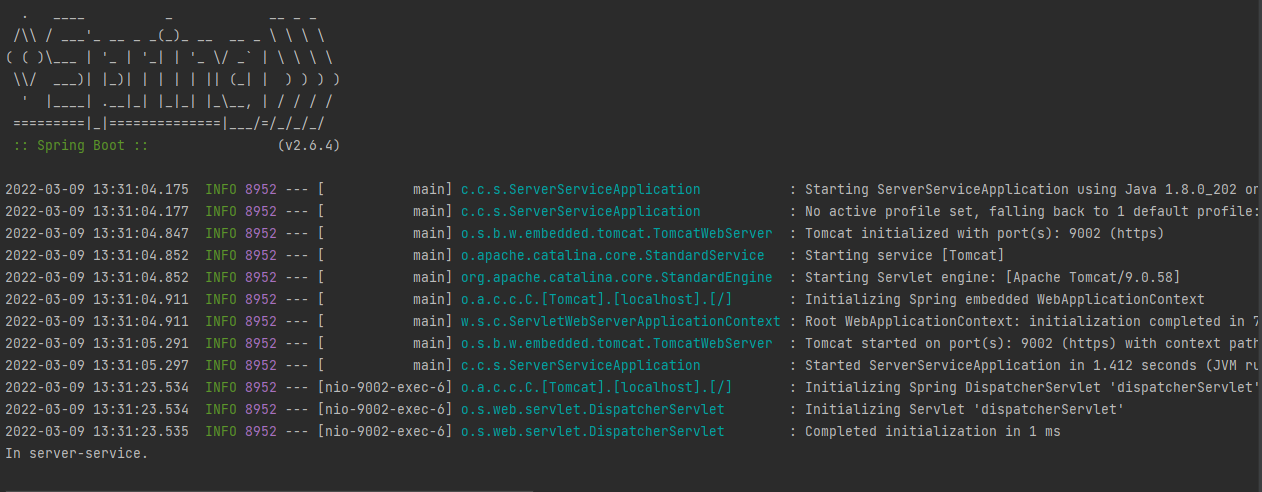 .   ____          _            __ _ _
 /\\ / ___'_ __ _ _(_)_ __  __ _ \ \ \ \
( ( )\___ | '_ | '_| | '_ \/ _` | \ \ \ \
 \\/  ___)| |_)| | | | | || (_| |  ) ) ) )
  '  |____| .__|_| |_|_| |_\__, | / / / /
 =========|_|==============|___/=/_/_/_/
 :: Spring Boot ::                (v2.6.4)
2022-03-09 13:31:04.175  INFO 8952 --- [           main] c.c.s.ServerServiceApplication           : Starting ServerServiceApplication using Java 1.8.0_202 on
2022-03-09 13:31:04.177  INFO 8952 --- [           main] c.c.s.ServerServiceApplication           : No active profile set, falling back to 1 default profile:
2022-03-09 13:31:04.847  INFO 8952 --- [           main] o.s.b.w.embedded.tomcat.TomcatWebServer  : Tomcat initialized with port(s): 9002 (https)
2022-03-09 13:31:04.852  INFO 8952 --- [           main] o.apache.catalina.core.StandardService   : Starting service [Tomcat]
2022-03-09 13:31:04.852  INFO 8952 --- [           main] org.apache.catalina.core.StandardEngine  : Starting Servlet engine: [Apache Tomcat/9.0.58]
2022-03-09 13:31:04.911  INFO 8952 --- [           main] o.a.c.c.C.[Tomcat].[localhost].[/]       : Initializing Spring embedded WebApplicationContext
2022-03-09 13:31:04.911  INFO 8952 --- [           main] w.s.c.ServletWebServerApplicationContext : Root WebApplicationContext: initialization completed in 7
2022-03-09 13:31:05.291  INFO 8952 --- [           main] o.s.b.w.embedded.tomcat.TomcatWebServer  : Tomcat started on port(s): 9002 (https) with context path
2022-03-09 13:31:05.297  INFO 8952 --- [           main] c.c.s.ServerServiceApplication           : Started ServerServiceApplication in 1.412 seconds (JVM ru
2022-03-09 13:31:23.534  INFO 8952 --- [nio-9002-exec-6] o.a.c.c.C.[Tomcat].[localhost].[/]       : Initializing Spring DispatcherServlet 'dispatcherServlet'
2022-03-09 13:31:23.534  INFO 8952 --- [nio-9002-exec-6] o.s.web.servlet.DispatcherServlet        : Initializing Servlet 'dispatcherServlet'
2022-03-09 13:31:23.535  INFO 8952 --- [nio-9002-exec-6] o.s.web.servlet.DispatcherServlet        : Completed initialization in 1 ms
In server-service.